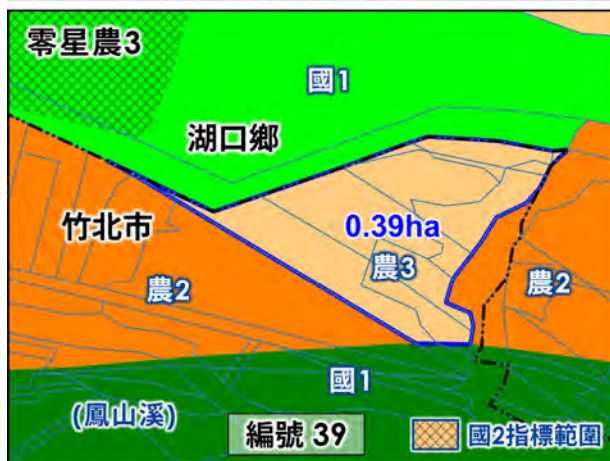 零星農3
國1
湖口鄉
竹北市
0.39ha
農3
農2
農2
國1
(鳳山溪)
編號 39
國2指標範圍